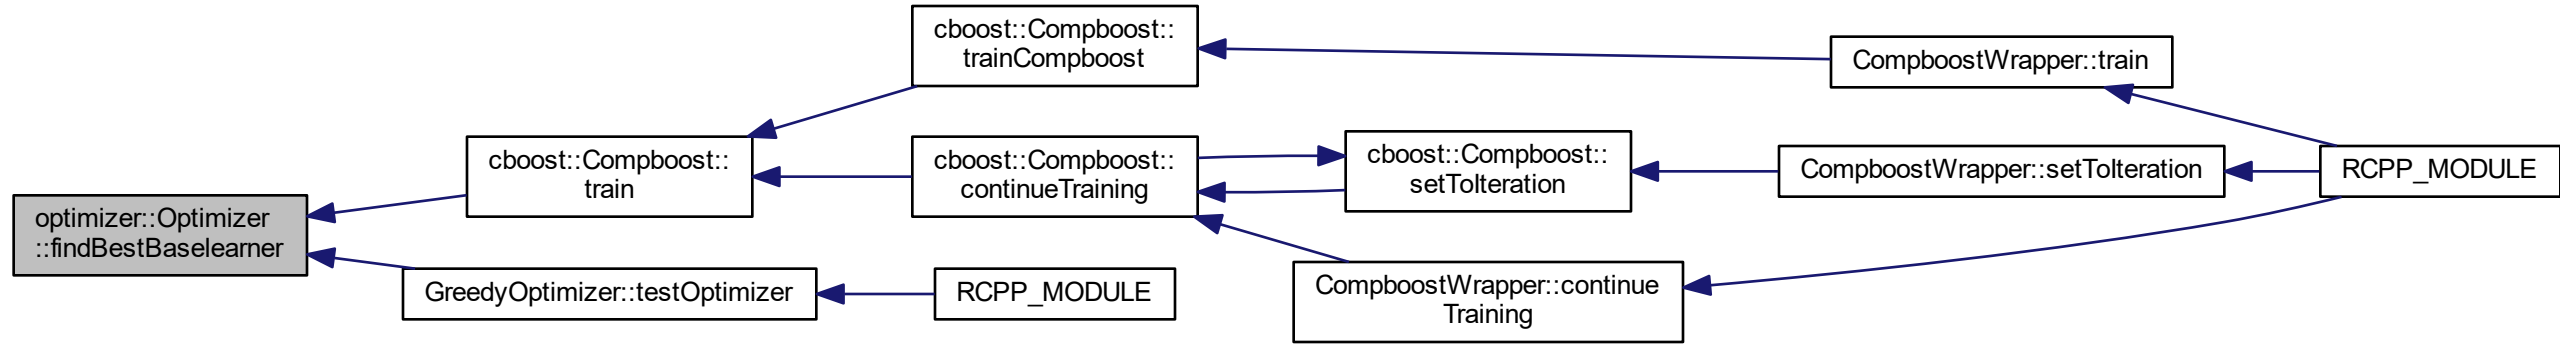 cboost::Compboost::
trainCompboost
CompboostWrapper::train
cboost::Compboost::
train
cboost::Compboost::
continueTraining
cboost::Compboost::
setToIteration
CompboostWrapper::setToIteration
RCPP_MODULE
optimizer::Optimizer
::findBestBaselearner
GreedyOptimizer::testOptimizer
RCPP_MODULE
CompboostWrapper::continue
Training